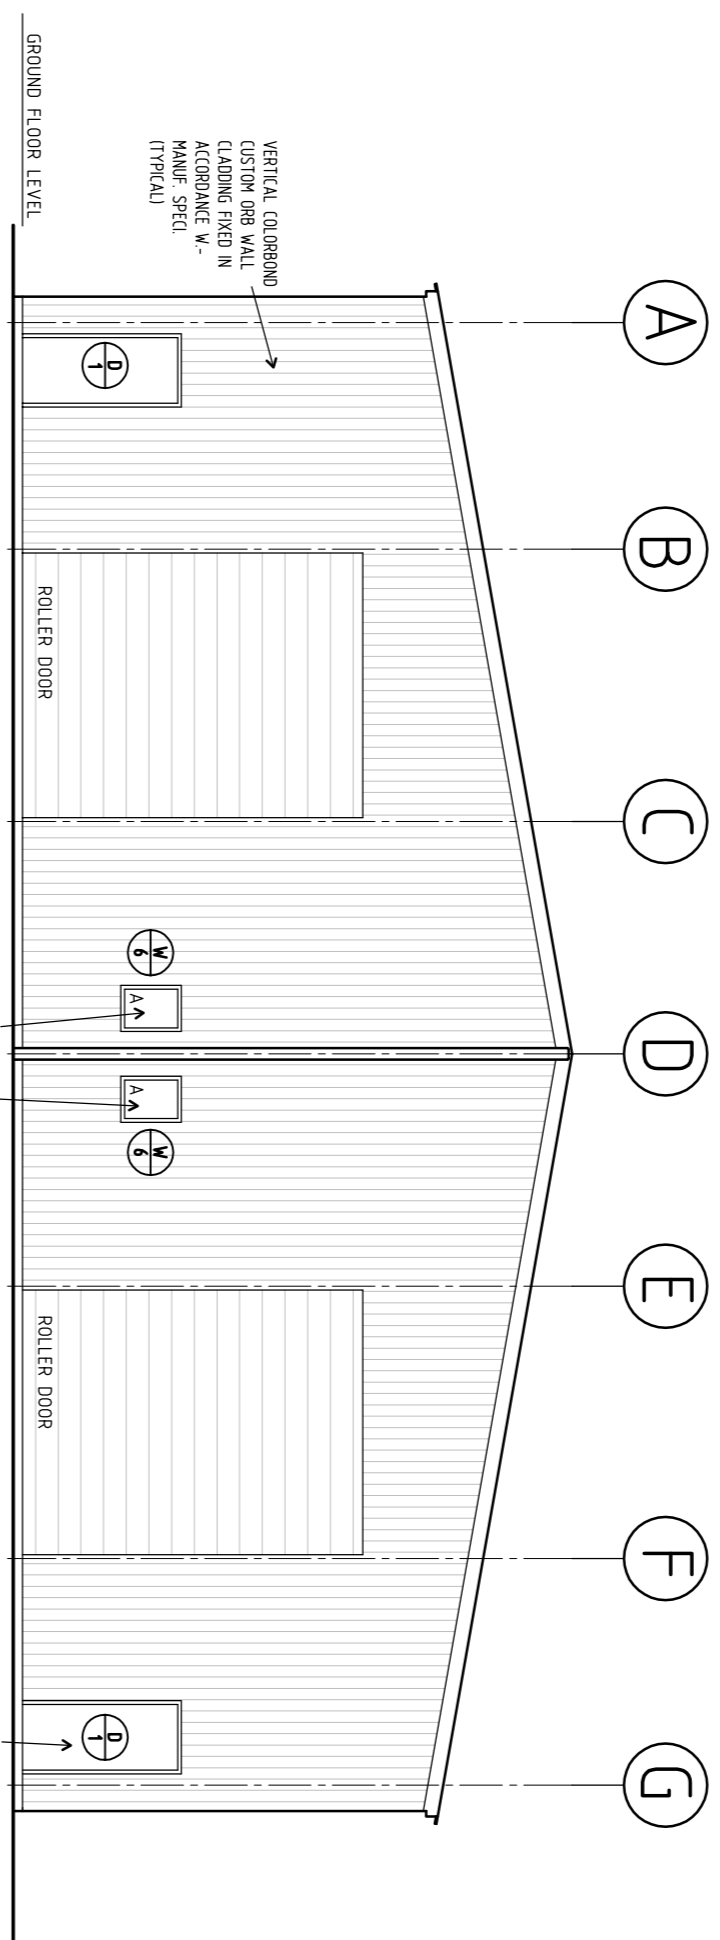 A
B
C
D
E
F
G
VERTICAL COLORBOND
CUSTOM ORB WALL
CLADDING FIXED IN
ACCORDANCE W.-
MANUF. SPECI.
(TYPICAL)
D
1
ROLLER DOOR
W
6
A
A
W
6
ROLLER DOOR
D
1
GROUND FLOOR LEVEL